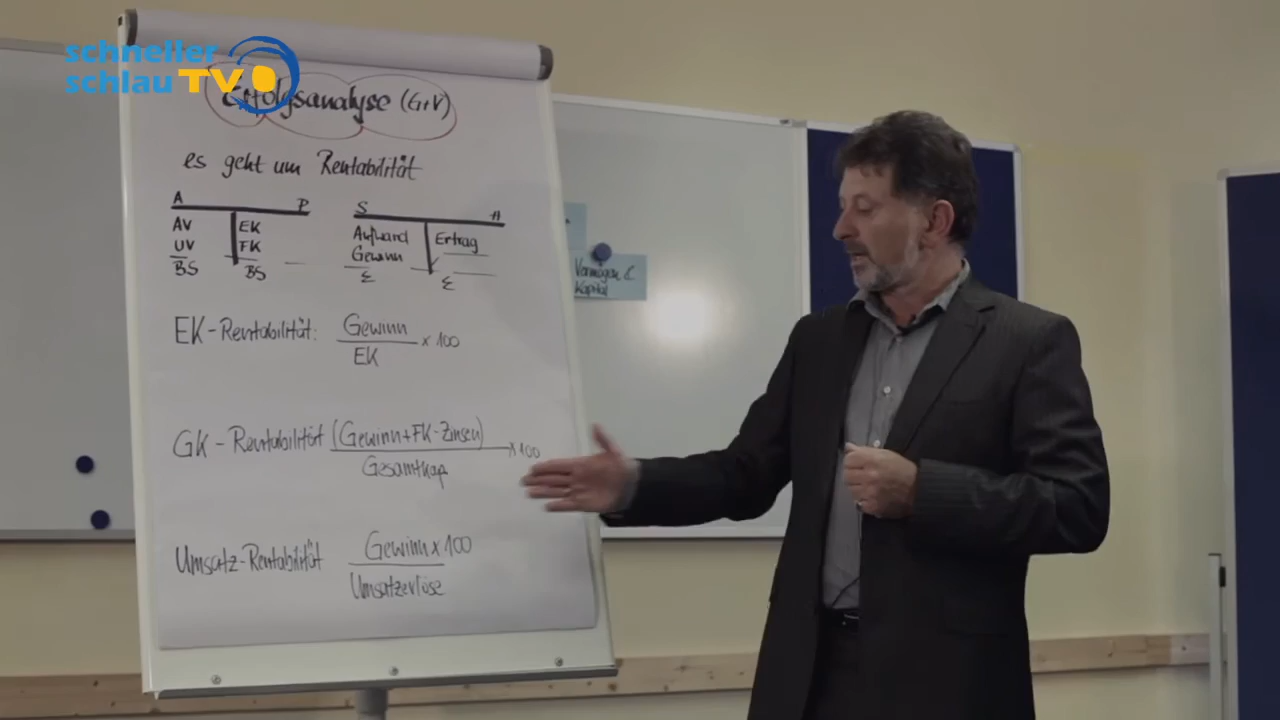 schneller
schlau TV
Erfolgsanalyse (G+V)
es geht um Rentabilität
A P
AV EK
UV FK
BS BS
S H
Aufwand Ertrag
Gewinn
Σ Σ
EK-Rentabilität: Gewinn x 100
EK
GK-Rentabilität (Gewinn+FK-Zinsen) x 100
Gesamtkap
Umsatz-Rentabilität Gewinn x 100
Umsatzerlöse
Vermögen &
Kapital